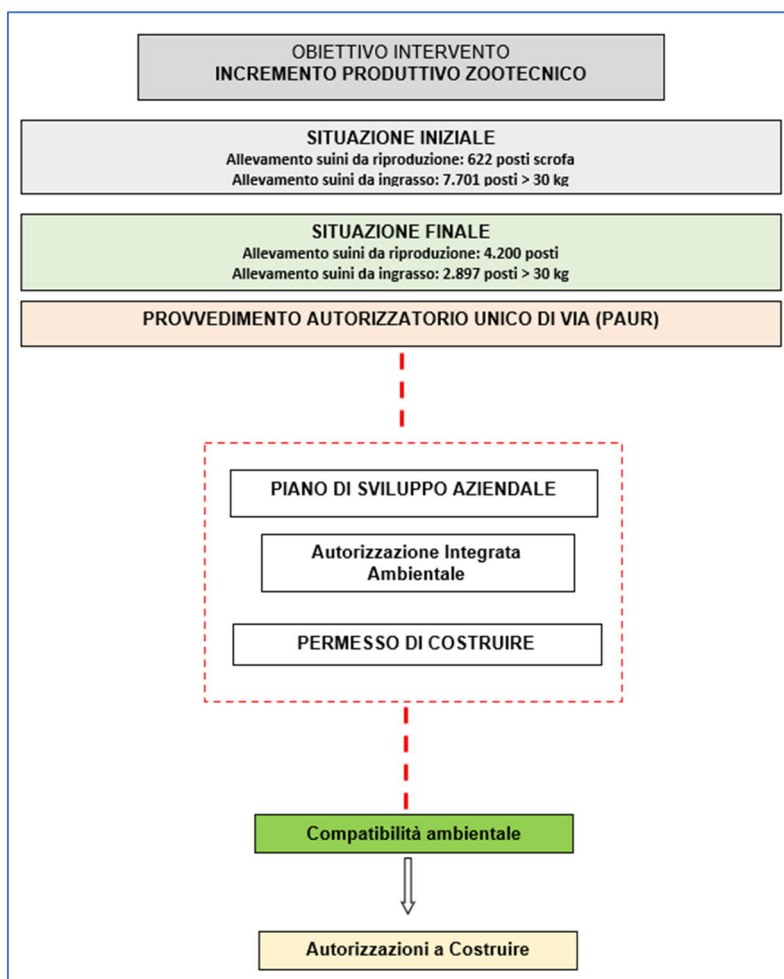 OBIETTIVO INTERVENTO
INCREMENTO PRODUTTIVO ZOOTECNICO
SITUAZIONE INIZIALE
Allevamento suini da riproduzione: 622 posti scrofa
Allevamento suini da ingrasso: 7.701 posti > 30 kg
SITUAZIONE FINALE
Allevamento suini da riproduzione: 4.200 posti
Allevamento suini da ingrasso: 2.897 posti > 30 kg
PROVVEDIMENTO AUTORIZZATORIO UNICO DI VIA (PAUR)
PIANO DI SVILUPPO AZIENDALE
Autorizzazione Integrata
Ambientale
PERMESSO DI COSTRUIRE
Compatibilità ambientale
Autorizzazioni a Costruire